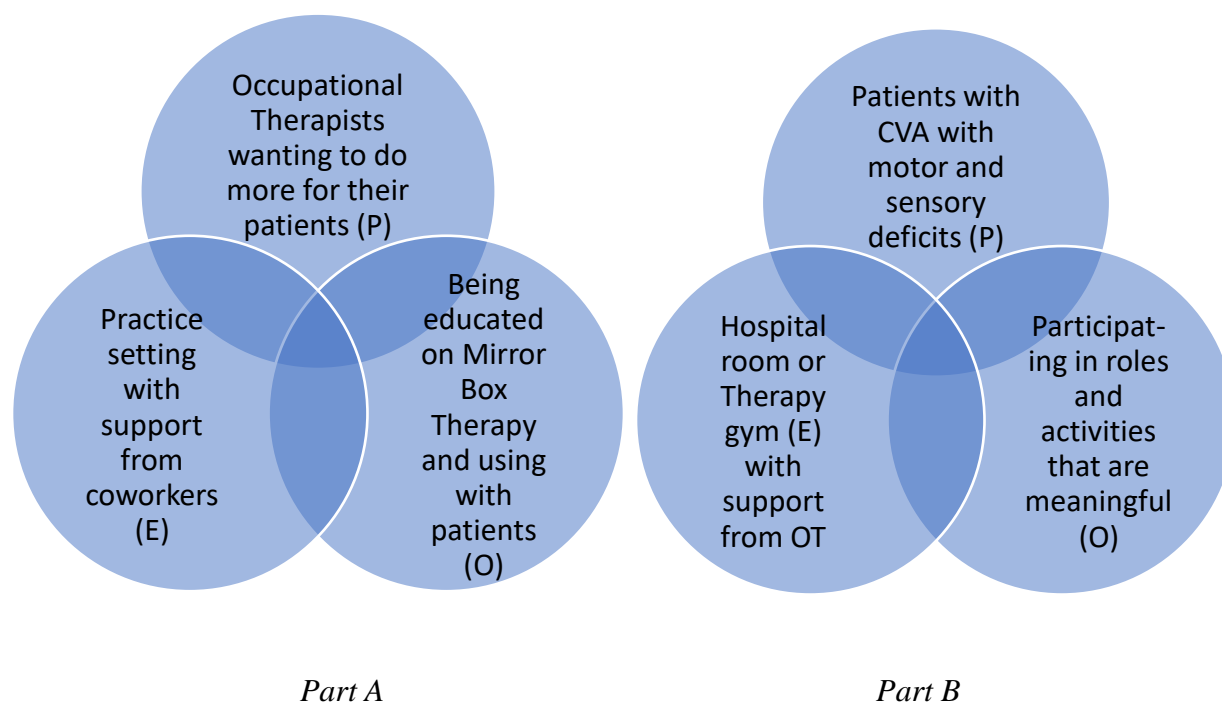 Occupational
Therapists
wanting to do
more for their
patients (P)
Practice
setting
with
support
from
coworkers
(E)
Being
educated
on Mirror
Box
Therapy
and using
with
patients
(O)
Patients with
CVA with
motor and
sensory
deficits (P)
Hospital
room or
Therapy
gym (E)
with
support
from OT
Participat-
ing in roles
and
activities
that are
meaningful
(O)
Part A
Part B